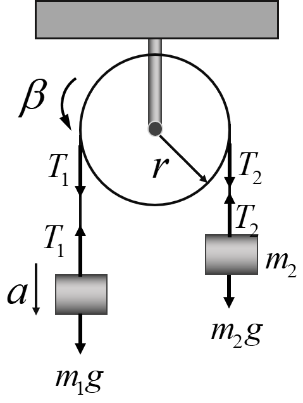 β
T₁
r
T₂
T₁
T₂
a
m₂
m₂g
m₁g